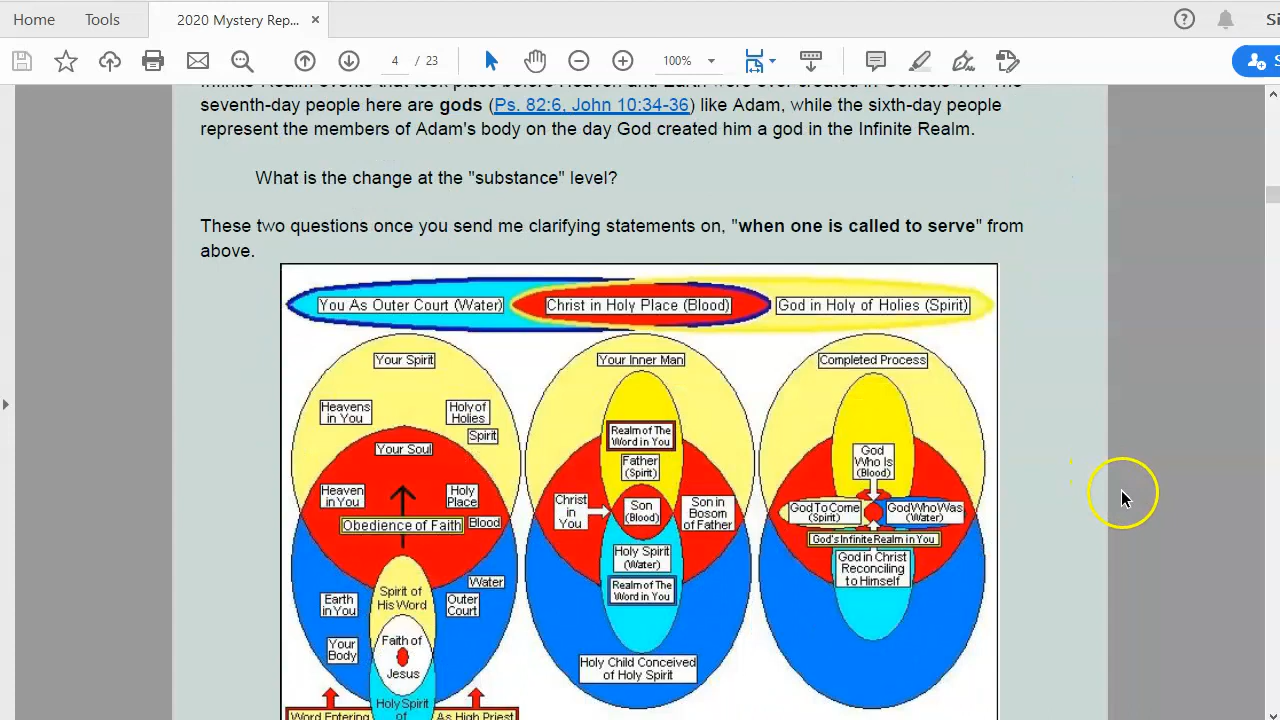 Home
Tools
2020 Mystery Rep... ×
Si
4 / 23
100%
S
seventh-day people here are gods (Ps. 82:6, John 10:34-36) like Adam, while the sixth-day people
represent the members of Adam's body on the day God created him a god in the Infinite Realm.
What is the change at the "substance" level?
These two questions once you send me clarifying statements on, "when one is called to serve" from
above.
You As Outer Court (Water)
Christ in Holy Place (Blood)
God in Holy of Holies (Spirit)
Your Spirit
Heavens
in You
Holy of
Holies
Spirit
Your Soul
Heaven
in You
Holy
Place
Obedience of Faith
Blood
Water
Earth
in You
Spirit of
His Word
Outer
Court
Your
Body
Faith of
Jesus
Holy Spirit
of
Word Entering
As High Priest
Your Inner Man
Realm of The
Word in You
Father
(Spirit)
Christ
in
You
Son
(Blood)
Son in
Bosom
of Father
Holy Spirit
(Water)
Realm of The
Word in You
Holy Child Conceived
of Holy Spirit
Completed Process
God
Who Is
(Blood)
God To Come
(Spirit)
God Who Was
(Water)
God's Infinite Realm in You
God in Christ
Reconciling
to Himself